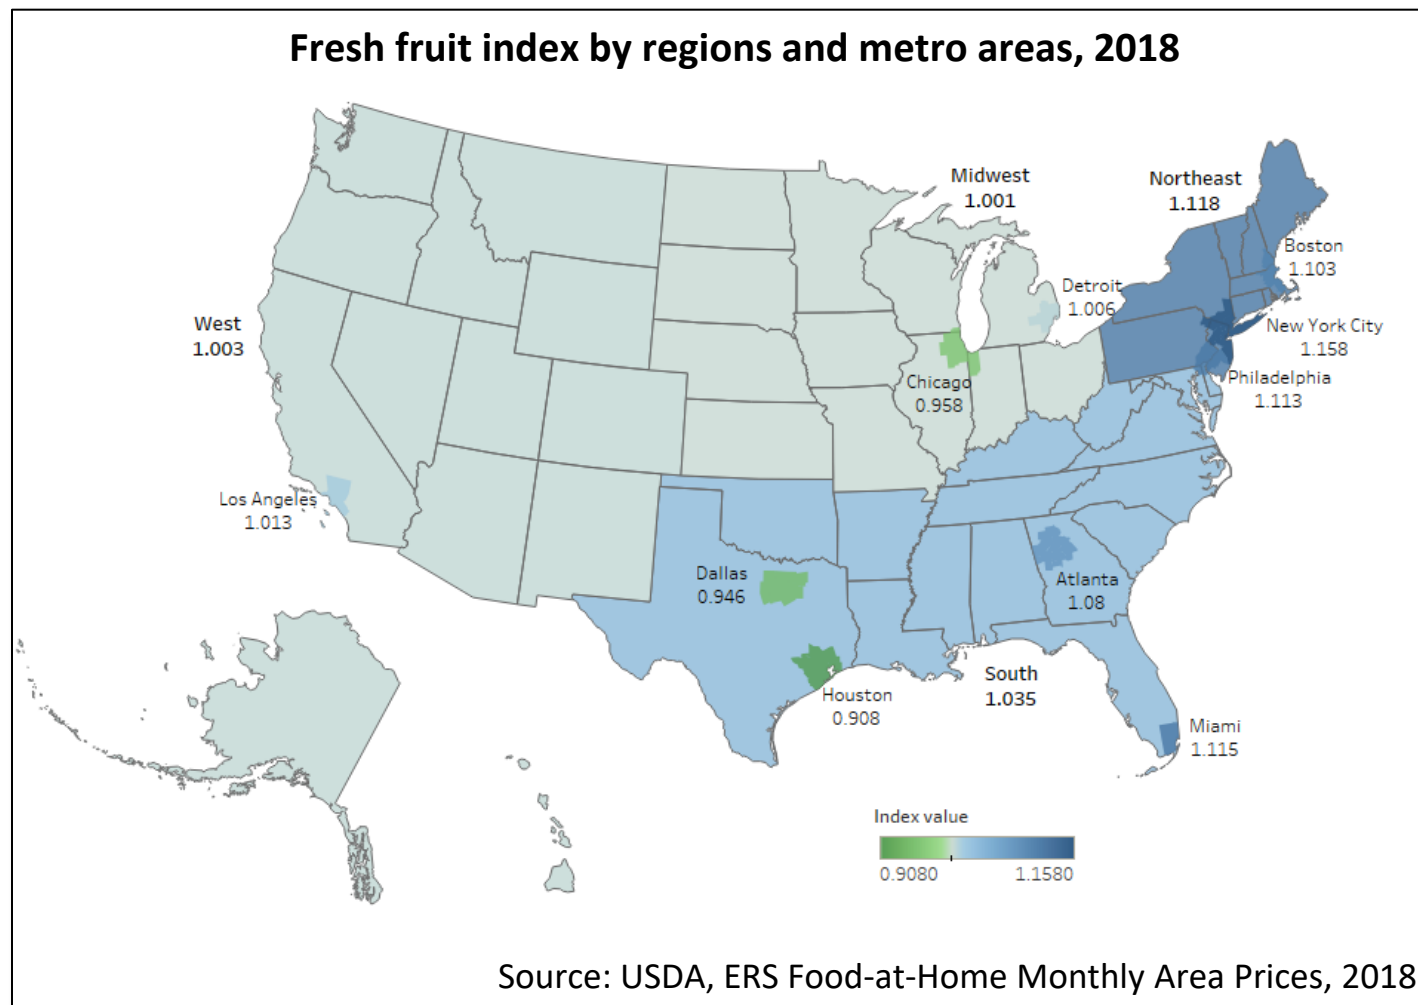 Fresh fruit index by regions and metro areas, 2018
Midwest
1.001
Northeast
1.118
Boston
1.103
Detroit
1.006
New York City
1.158
West
1.003
Philadelphia
1.113
Chicago
0.958
Los Angeles
1.013
Dallas
0.946
Atlanta
1.08
South
1.035
Houston
0.908
Miami
1.115
Index value
0.9080 1.1580
Source: USDA, ERS Food-at-Home Monthly Area Prices, 2018